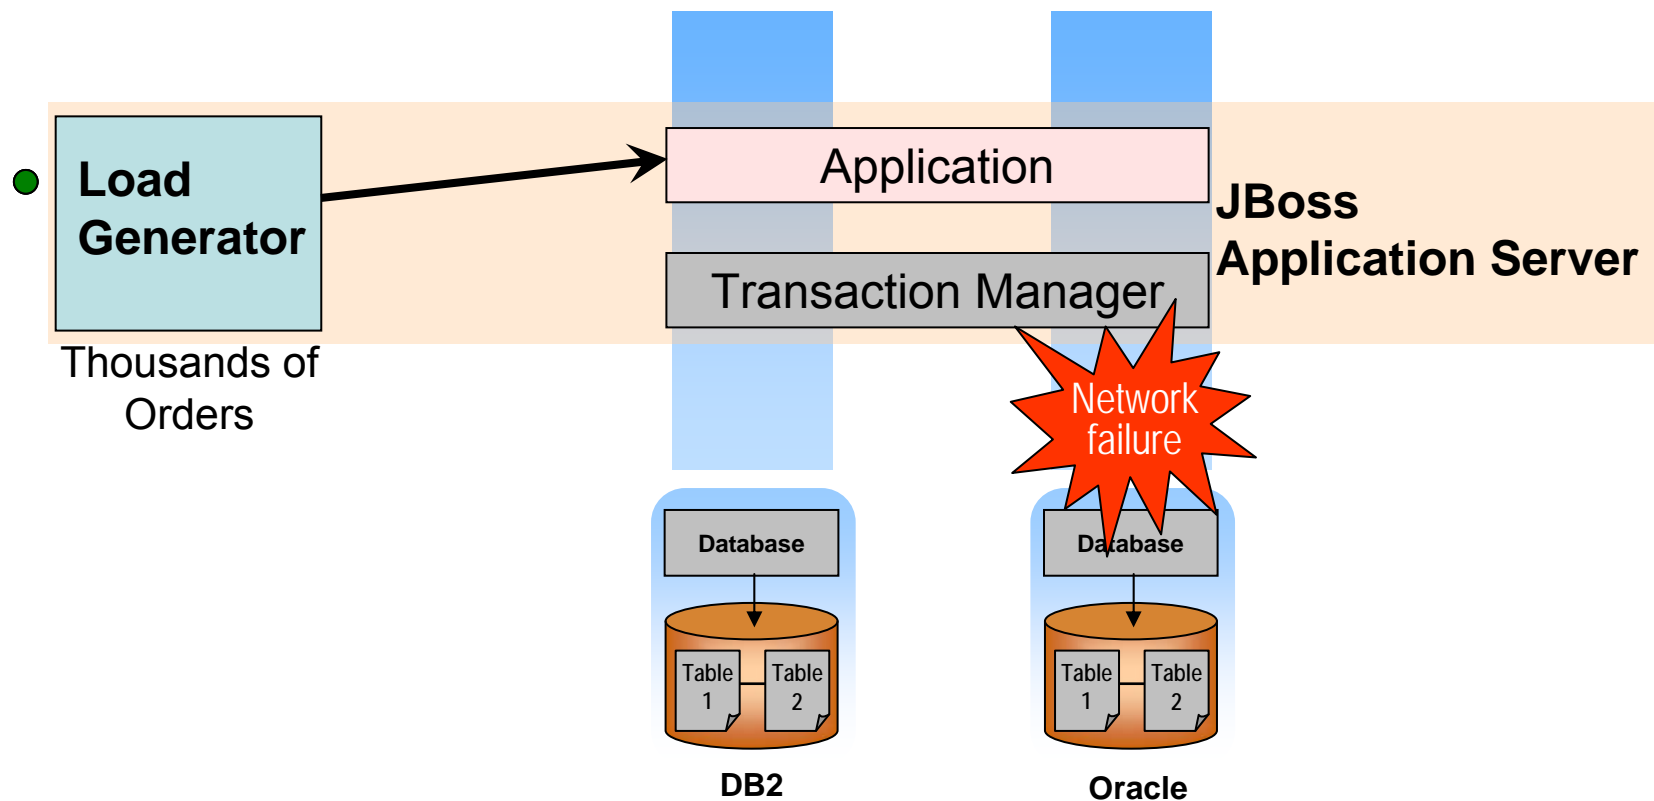 Load
Generator
Thousands of
Orders
Application
Transaction Manager
JBoss
Application Server
Network
failure
Database
Database
Table
1
Table
2
Table
1
Table
2
DB2
Oracle